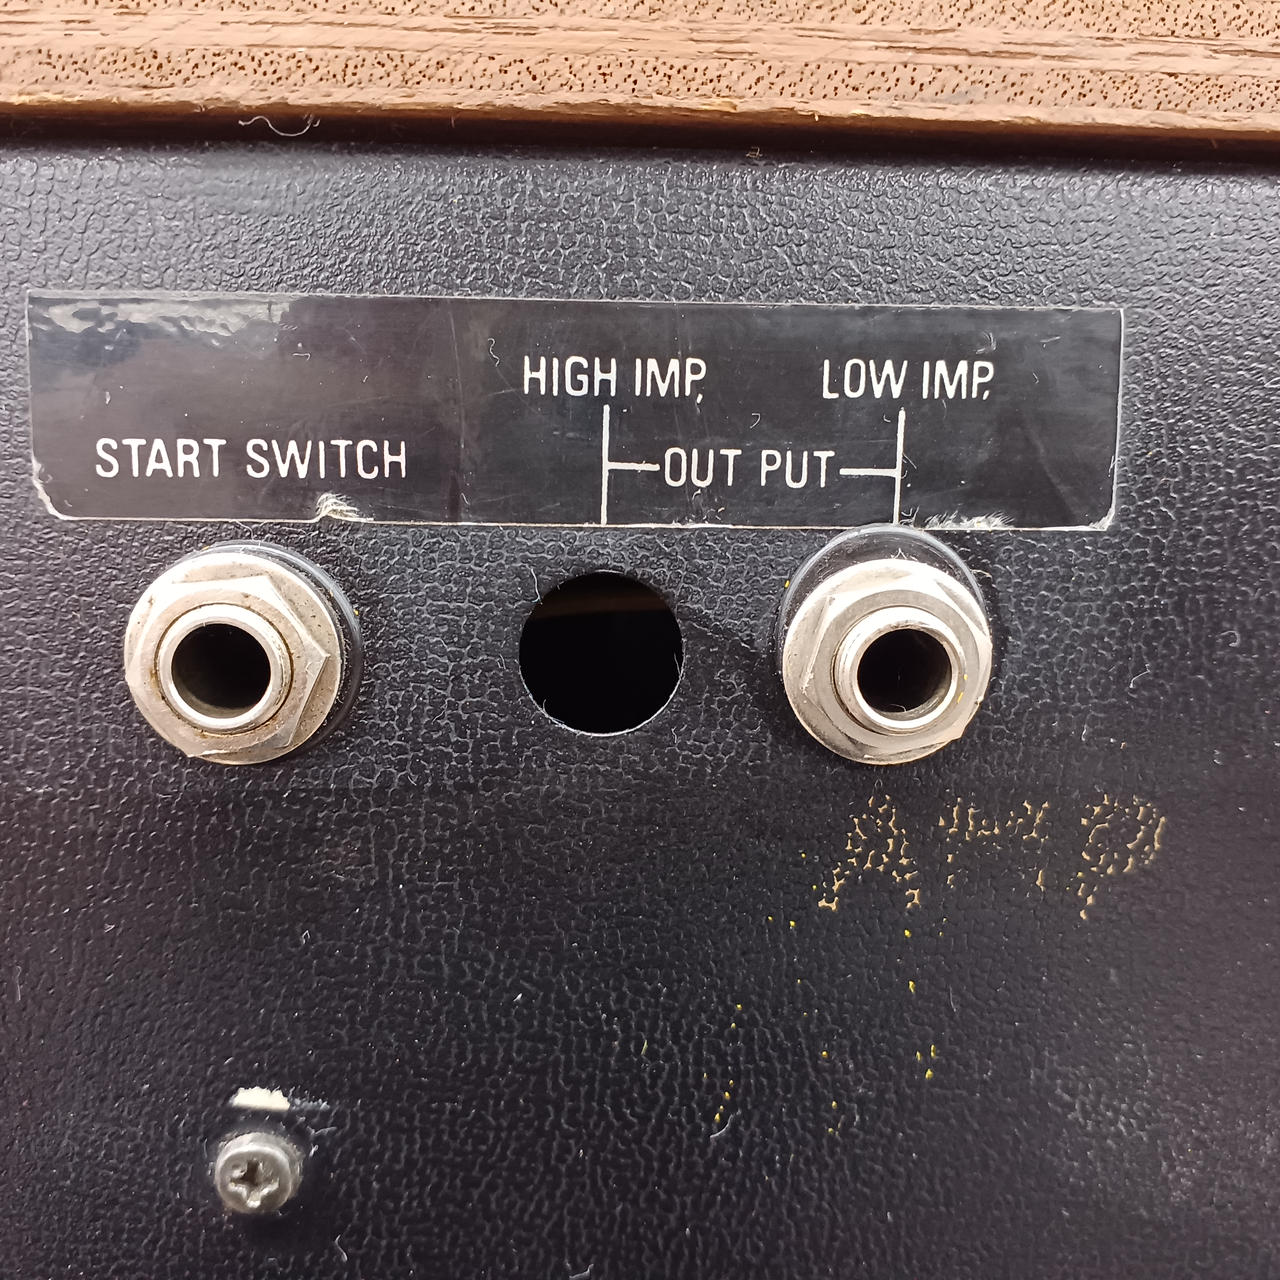 HIGH IMP. LOW IMP.
START SWITCH OUT PUT
AMP